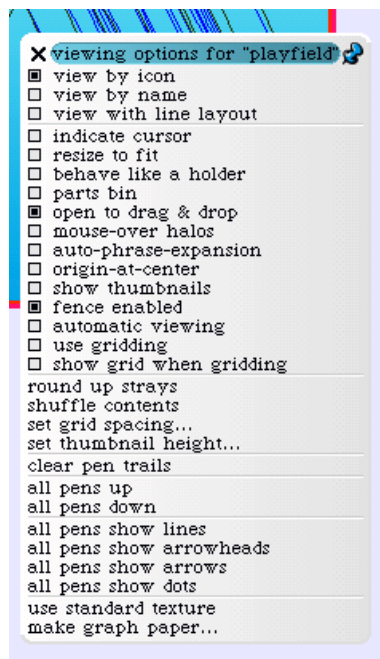 viewing options for "playfield"
view by icon
view by name
view with line layout
indicate cursor
resize to fit
behave like a holder
parts bin
open to drag & drop
mouse-over halos
auto-phrase-expansion
origin-at-center
show thumbnails
fence enabled
automatic viewing
use gridding
show grid when gridding
round up strays
shuffle contents
set grid spacing...
set thumbnail height...
clear pen trails
all pens up
all pens down
all pens show lines
all pens show arrowheads
all pens show arrows
all pens show dots
use standard texture
make graph paper...